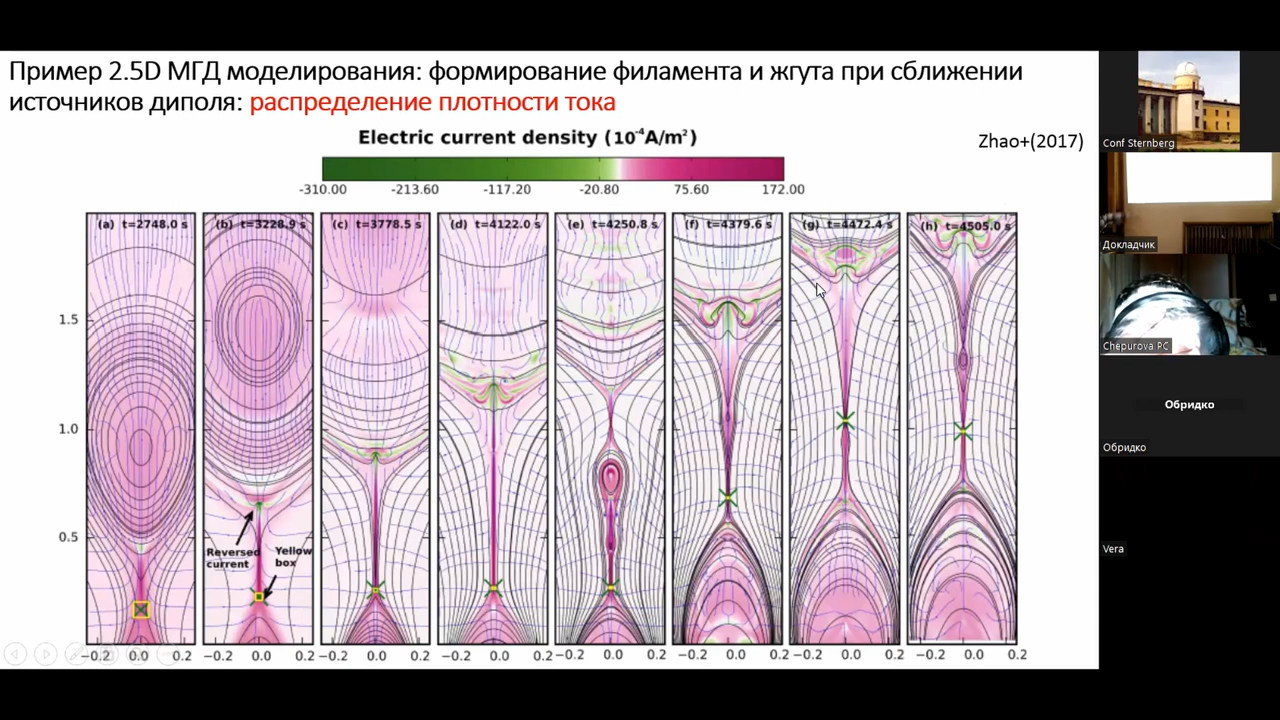 Пример 2.5D МГД моделирования: формирование филамента и жгута при сближении
источников диполя: распределение плотности тока
Electric current density (10⁻⁴A/m²)
Zhao+(2017)
-310.00 -213.60 -117.20 -20.80 75.60 172.00
(a) t=2748.0 s
(b) t=3228.9 s
(c) t=3778.5 s
(d) t=4122.0 s
(e) t=4250.8 s
(f) t=4379.6 s
(g) t=4472.4 s
(h) t=4505.0 s
1.5
1.0
0.5
Reversed
current
Yellow
box
−0.2 0.0 0.2 −0.2 0.0 0.2 −0.2 0.0 0.2 −0.2 0.0 0.2 −0.2 0.0 0.2 −0.2 0.0 0.2 −0.2 0.0 0.2 −0.2 0.0 0.2
Conf Sternberg
Докладчик
Chepurova PC
Обридко
Обридко
Vera